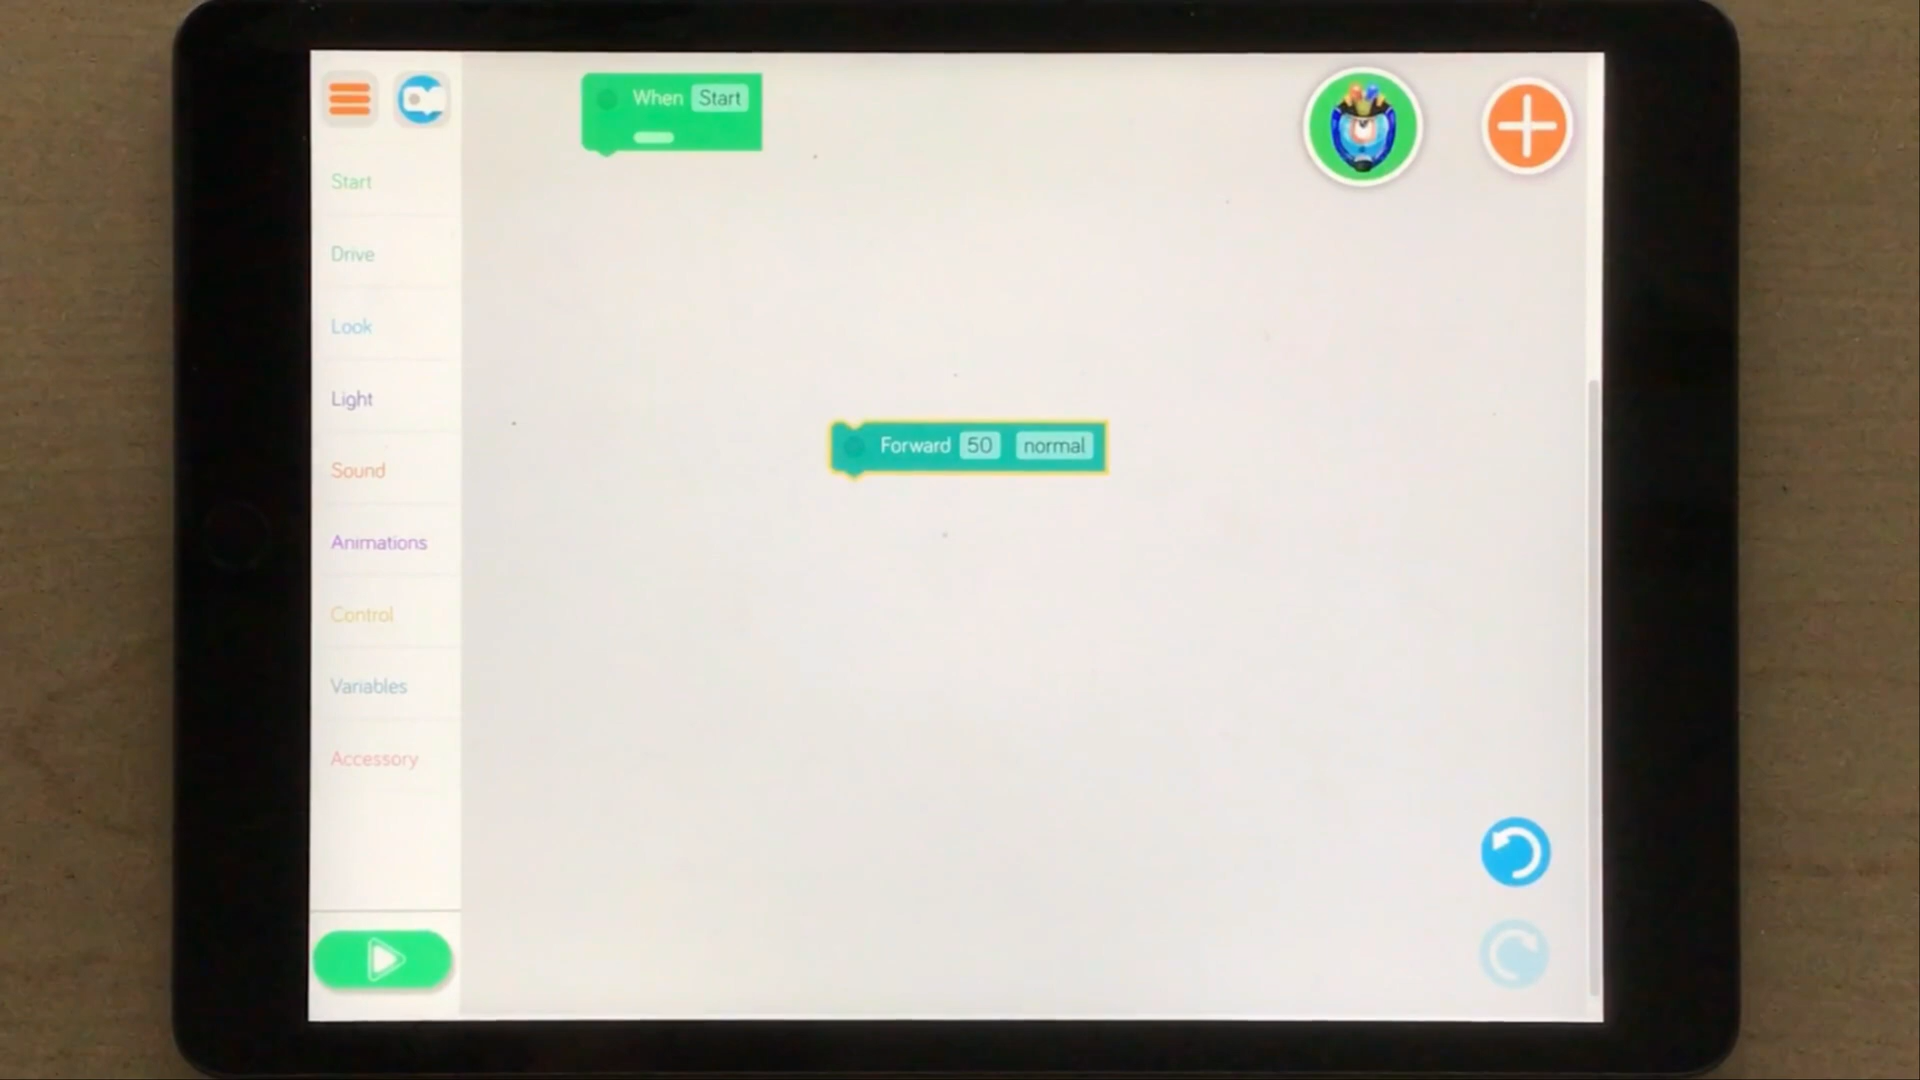 When Start
Start
Drive
Look
Light
Forward 50 normal
Sound
Animations
Control
Variables
Accessory